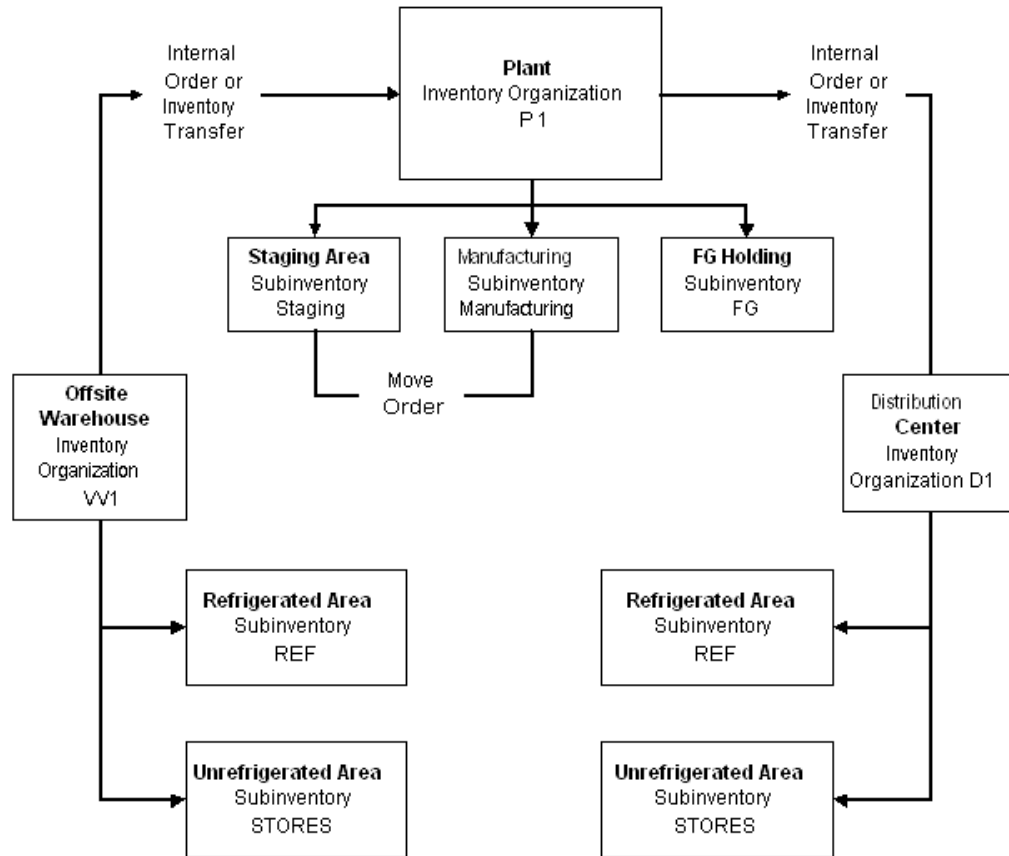 Internal
Order or
Inventory
Transfer
Plant
Inventory Organization
P1
Internal
Order or
Inventory
Transfer
Staging Area
Subinventory
Staging
Manufacturing
Subinventory
Manufacturing
FG Holding
Subinventory
FG
Move
Order
Offsite
Warehouse
Inventory
Organization
W1
Distribution
Center
Inventory
Organization D1
Refrigerated Area
Subinventory
REF
Refrigerated Area
Subinventory
REF
Unrefrigerated Area
Subinventory
STORES
Unrefrigerated Area
Subinventory
STORES